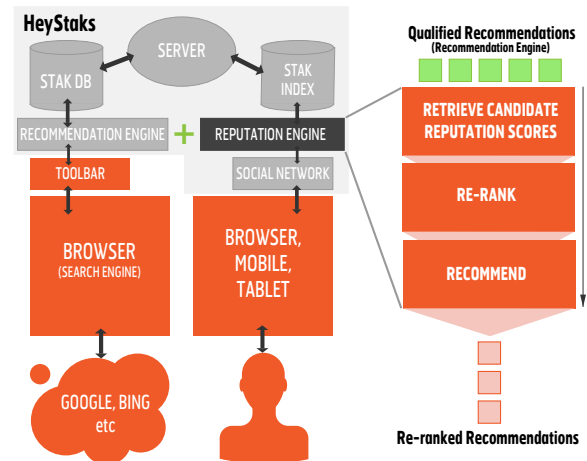 HeyStaks
SERVER
STAK DB
STAK
INDEX
RECOMMENDATION ENGINE
+
REPUTATION ENGINE
TOOLBAR
SOCIAL NETWORK
BROWSER
(SEARCH ENGINE)
BROWSER,
MOBILE,
TABLET
GOOGLE, BING
etc
Qualified Recommendations
(Recommendation Engine)
RETRIEVE CANDIDATE
REPUTATION SCORES
RE-RANK
RECOMMEND
Re-ranked Recommendations